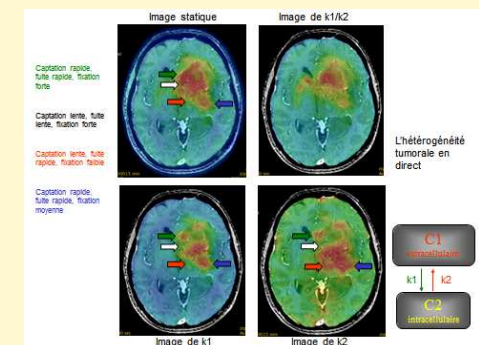 Image statique
Image de k1/k2
Captation rapide,
fuite rapide, fixation
forte
Captation lente, fuite
lente, fixation forte
Captation lente, fuite
rapide, fixation faible
Captation rapide,
fuite rapide, fixation
moyenne
L'hétérogénéité
tumorale en
direct
C1
intracellulaire
k1
k2
C2
intracellulaire
Image de k1
Image de k2